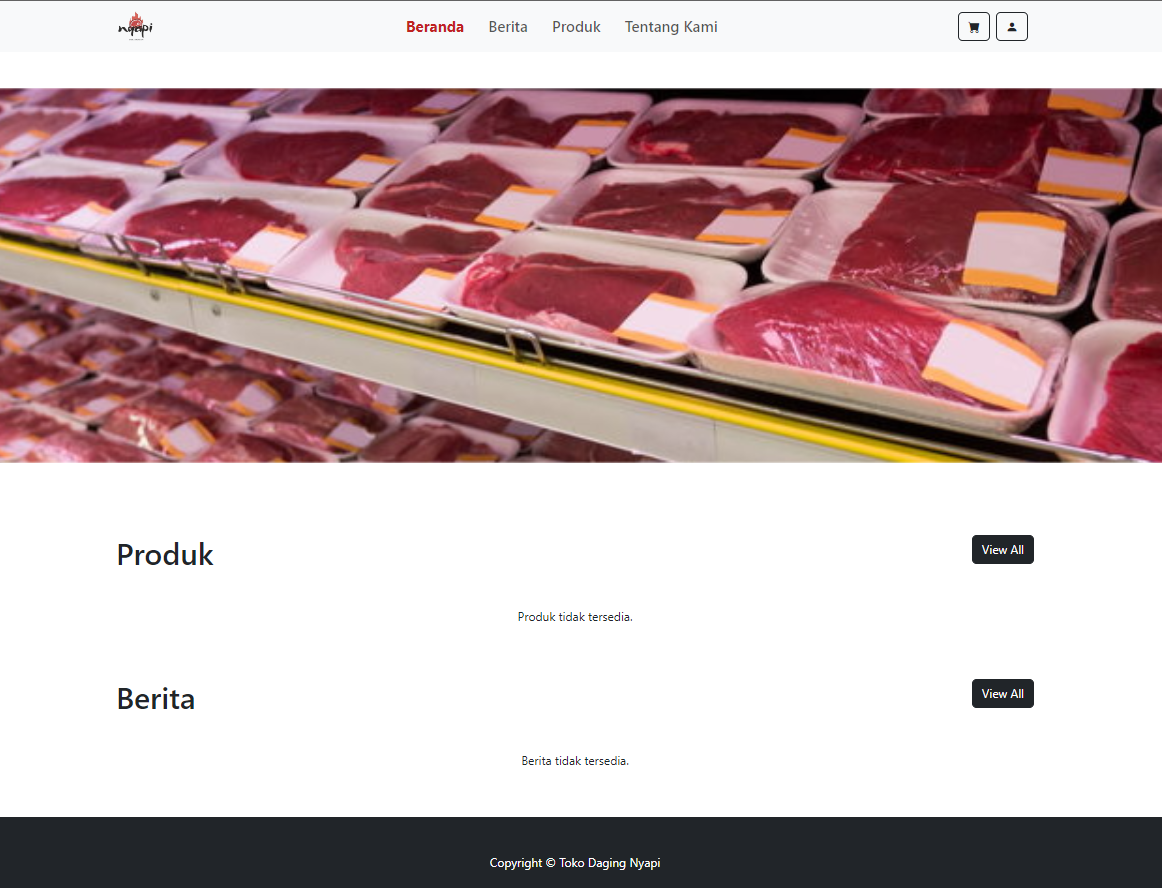 nyapi
Beranda Berita Produk Tentang Kami
Produk View All
Produk tidak tersedia.
Berita View All
Berita tidak tersedia.
Copyright © Toko Daging Nyapi